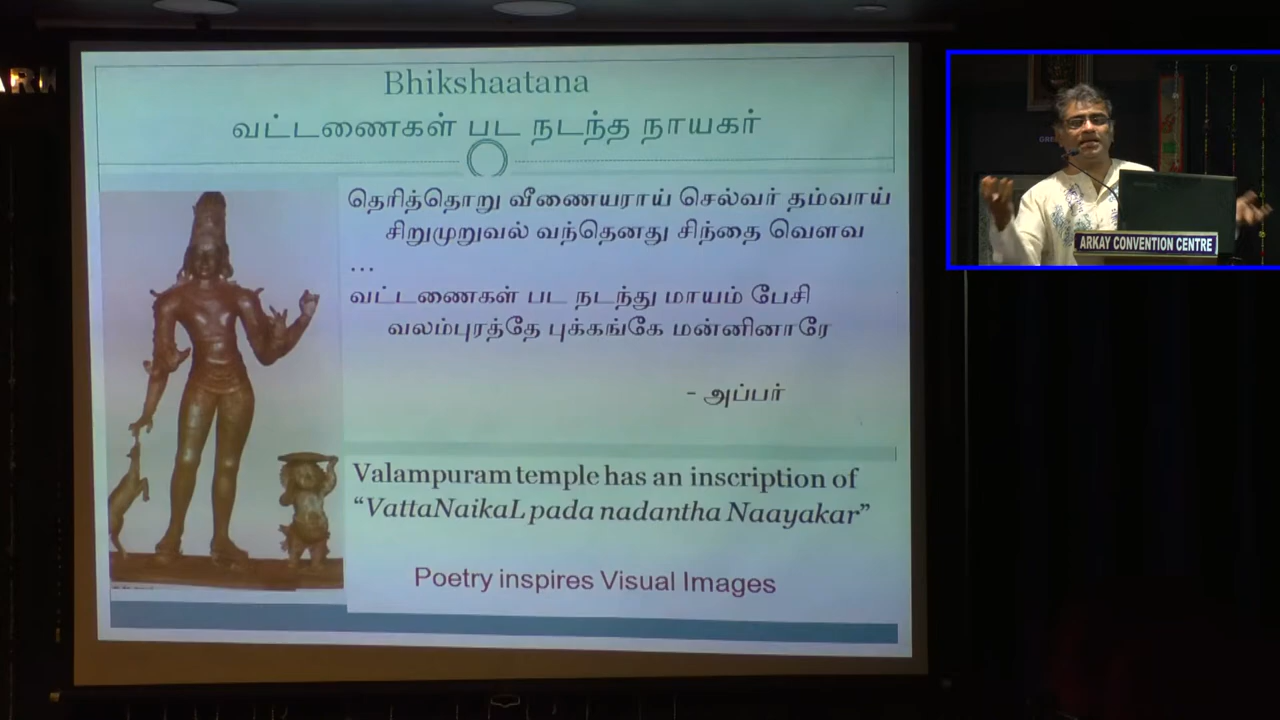 Bhikshaatana
வட்டணைகள் பட நடந்த நாயகர்
தெரித்தொறு வீணையராய் செல்வர் தம்வாய்
சிறுமுறுவல் வந்தெனது சிந்தை வௌவ
...
வட்டணைகள் பட நடந்து மாயம் பேசி
வலம்புரத்தே புக்கங்கே மன்னினாரே
- அப்பர்
Valampuram temple has an inscription of
“VattaNaikaL pada nadantha Naayakar”
Poetry inspires Visual Images
ARKAY CONVENTION CENTRE